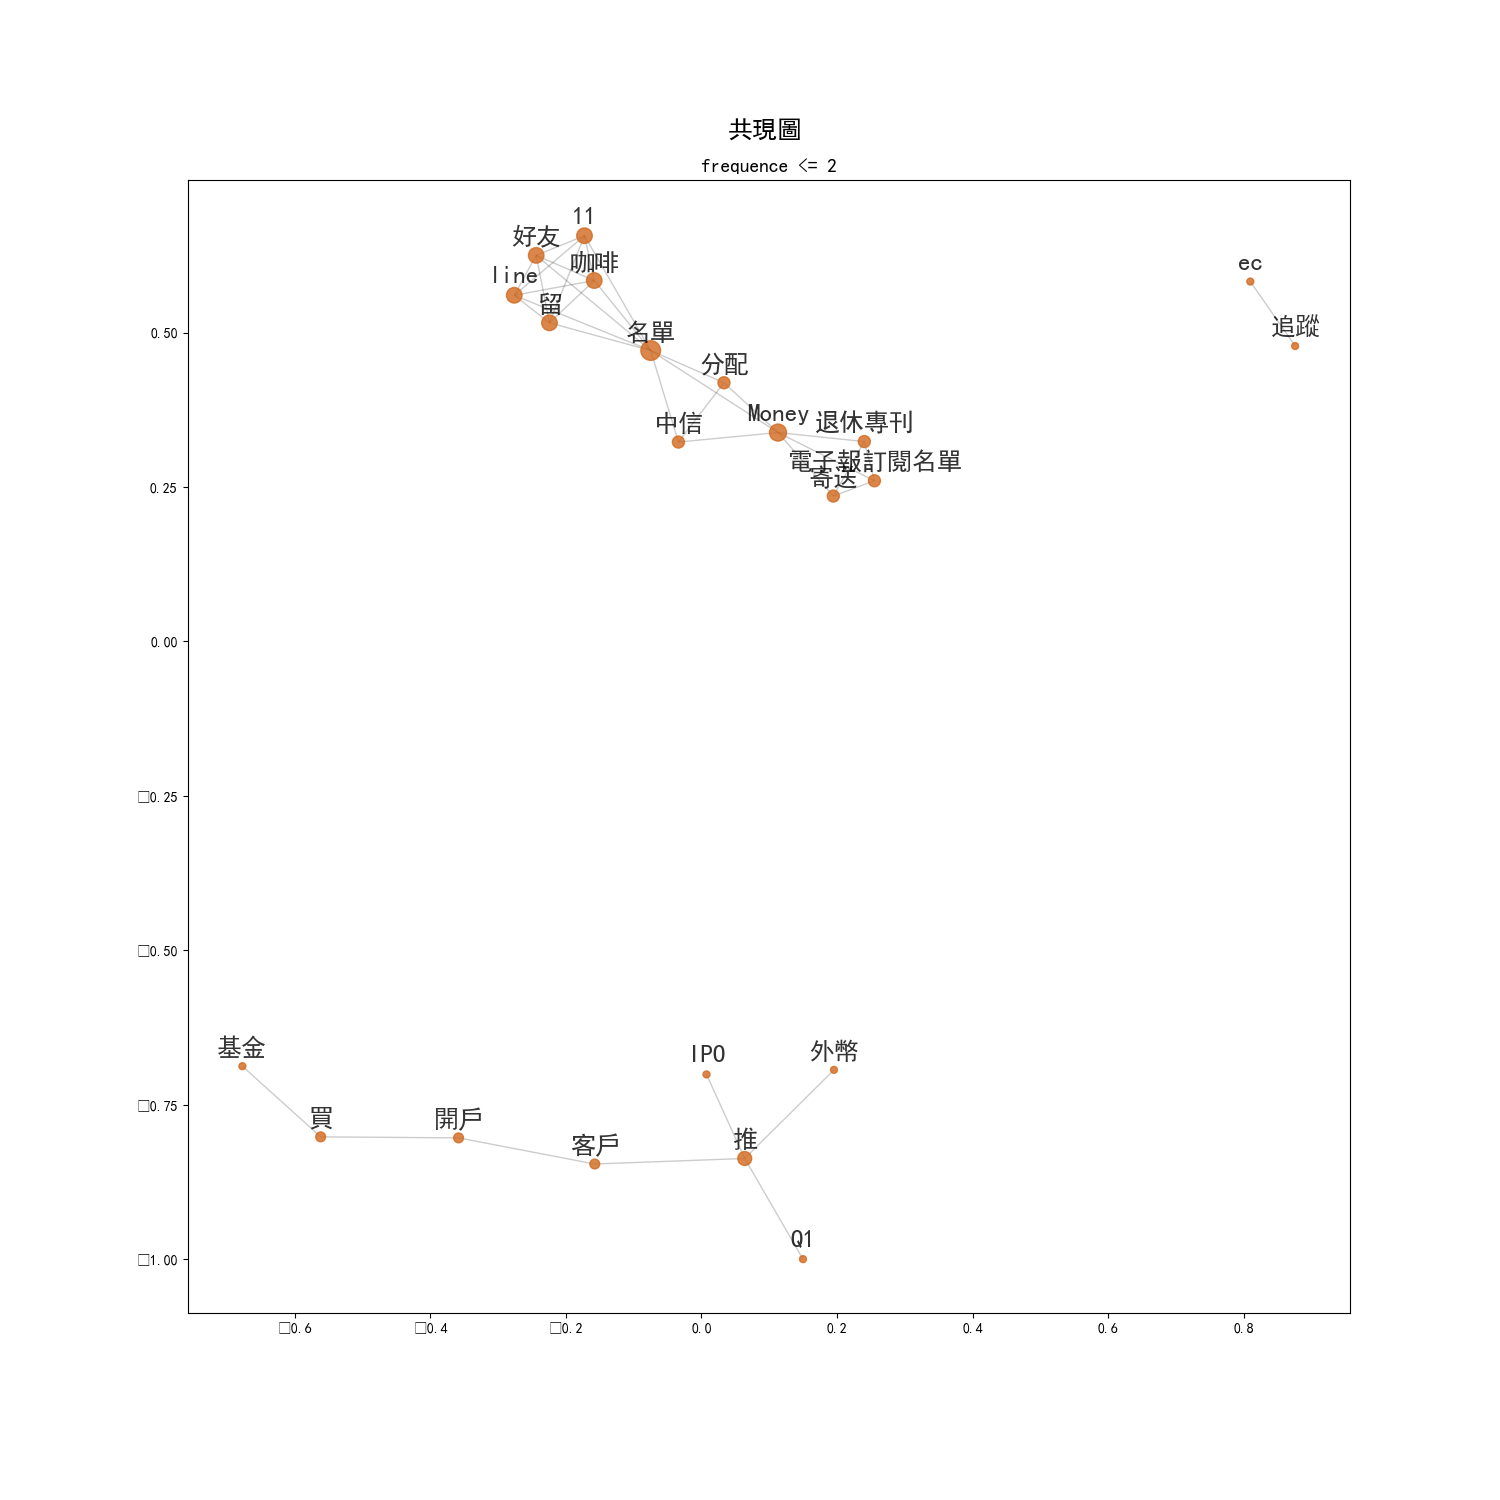 共現圖
frequence <= 2
11
好友
咖啡
line
留
ec
追蹤
名單
分配
Money
退休專刊
中信
電子報訂閱名單
寄送
基金
IPO
外幣
買
開戶
推
客戶
Q1
0.50
0.25
0.00
□0.25
□0.50
□0.75
□1.00
□0.6
□0.4
□0.2
0.0
0.2
0.4
0.6
0.8